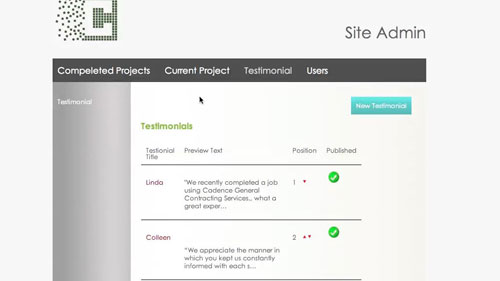 Site Admin
Compeleted Projects Current Project Testimonial Users
Testimonial
New Testimonial
Testimonials
Testionial Title Preview Text Position Published
Linda "We recently completed a job 1
using Cadence General
Contracting Services., what a
great exper...
Colleen 2
"We appreciate the manner in
which you kept us constantly
informed with each s...